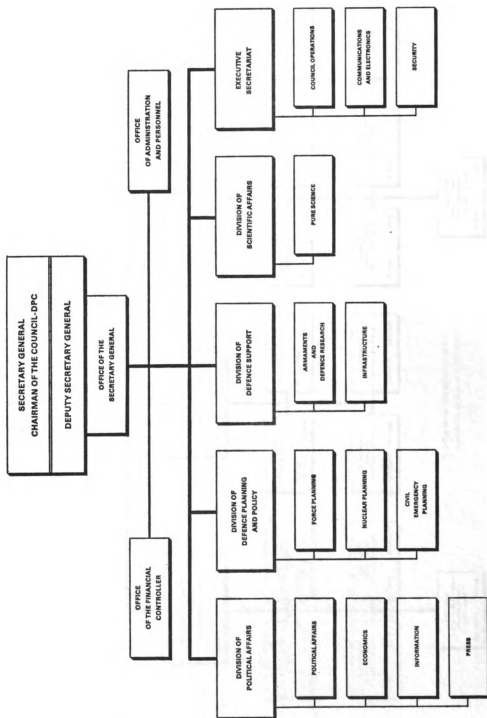 SECRETARY GENERAL
CHAIRMAN OF THE COUNCIL-DPC
DEPUTY SECRETARY GENERAL
OFFICE OF THE
SECRETARY GENERAL
OFFICE
OF THE FINANCIAL
CONTROLLER
OFFICE
OF ADMINISTRATION
AND PERSONNEL
DIVISION OF
POLITICAL AFFAIRS
POLITICAL AFFAIRS
ECONOMICS
INFORMATION
PRESS
DIVISION OF
DEFENCE PLANNING
AND POLICY
FORCE PLANNING
NUCLEAR PLANNING
CIVIL
EMERGENCY
PLANNING
DIVISION OF
DEFENCE SUPPORT
ARMAMENTS
AND
DEFENCE RESEARCH
INFRASTRUCTURE
DIVISION OF
SCIENTIFIC AFFAIRS
PURE SCIENCE
EXECUTIVE
SECRETARIAT
COUNCIL OPERATIONS
COMMUNICATIONS
AND ELECTRONICS
SECURITY